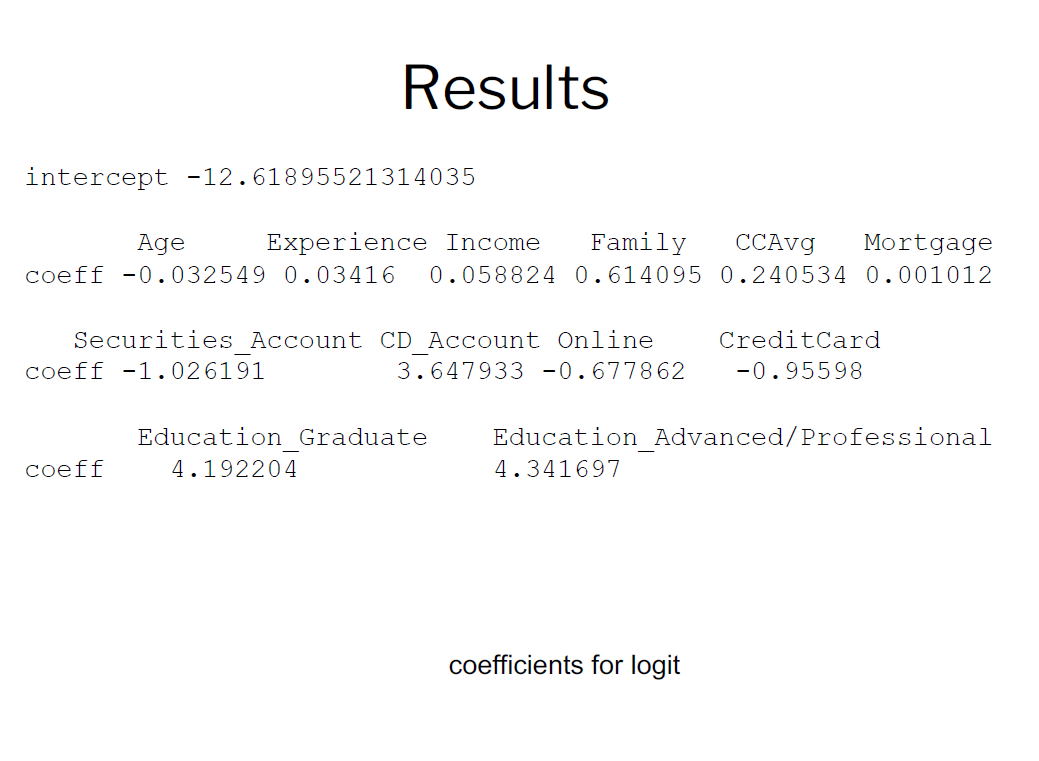 Results
intercept -12.61895521314035
Age Experience Income Family CCAvg Mortgage
coeff -0.032549 0.03416 0.058824 0.614095 0.240534 0.001012
Securities_Account CD_Account Online CreditCard
coeff -1.026191 3.647933 -0.677862 -0.95598
Education_Graduate Education_Advanced/Professional
coeff 4.192204 4.341697
coefficients for logit